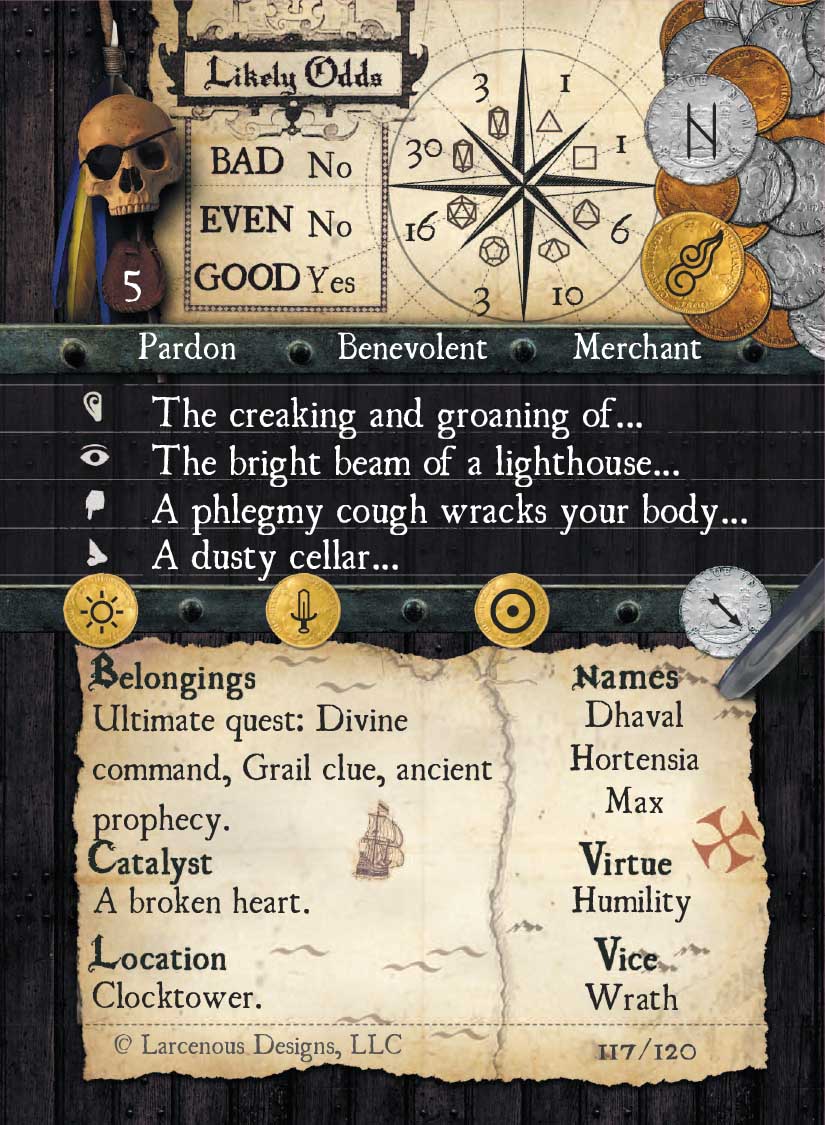 Likely Odds
BAD No
EVEN No
GOOD Yes
5
3 1
30 1
16 6
3 10
Pardon Benevolent Merchant
The creaking and groaning of...
The bright beam of a lighthouse...
A phlegmy cough wracks your body...
A dusty cellar...
Belongings
Ultimate quest: Divine
command, Grail clue, ancient
prophecy.
Catalyst
A broken heart.
Location
Clocktower.
Names
Dhaval
Hortensia
Max
Virtue
Humility
Vice
Wrath
© Larcenous Designs, LLC
117/120